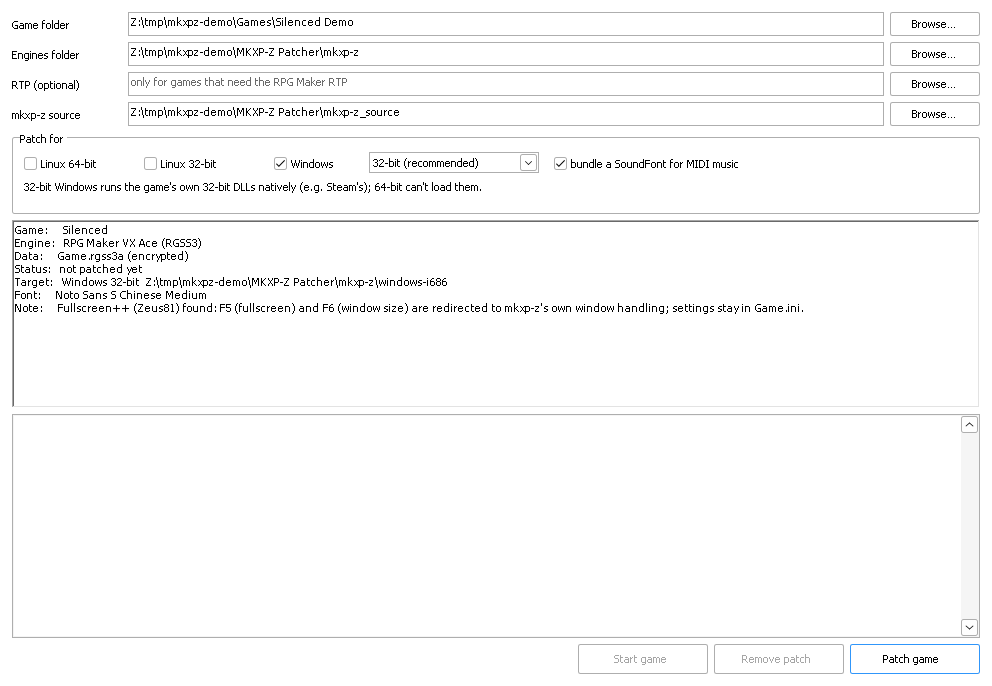 Game folder Z:\tmp\mkxpz-demo\Games\Silenced Demo Browse...
Engines folder Z:\tmp\mkxpz-demo\MKXP-Z Patcher\mkxp-z Browse...
RTP (optional) only for games that need the RPG Maker RTP Browse...
mkxp-z source Z:\tmp\mkxpz-demo\MKXP-Z Patcher\mkxp-z_source Browse...
Patch for
Linux 64-bit Linux 32-bit Windows 32-bit (recommended) bundle a SoundFont for MIDI music
32-bit Windows runs the game's own 32-bit DLLs natively (e.g. Steam's); 64-bit can't load them.
Game: Silenced
Engine: RPG Maker VX Ace (RGSS3)
Data: Game.rgss3a (encrypted)
Status: not patched yet
Target: Windows 32-bit Z:\tmp\mkxpz-demo\MKXP-Z Patcher\mkxp-z\windows-i686
Font: Noto Sans S Chinese Medium
Note: Fullscreen++ (Zeus81) found: F5 (fullscreen) and F6 (window size) are redirected to mkxp-z's own window handling; settings stay in Game.ini.
Start game Remove patch Patch game